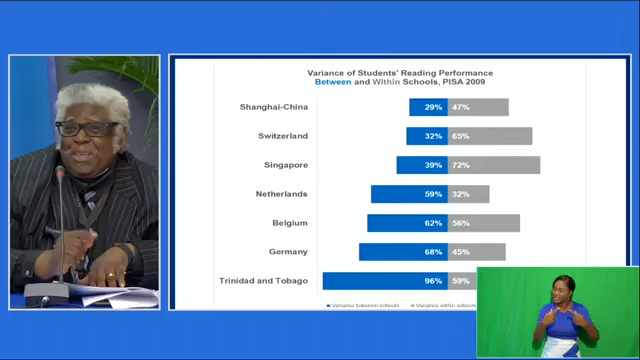 Variance of Students' Reading Performance
Between and Within Schools, PISA 2009
Shanghai-China 29% 47%
Switzerland 32% 65%
Singapore 39% 72%
Netherlands 59% 32%
Belgium 62% 56%
Germany 68% 45%
Trinidad and Tobago 96% 59%
Variance between schools Variance within schools